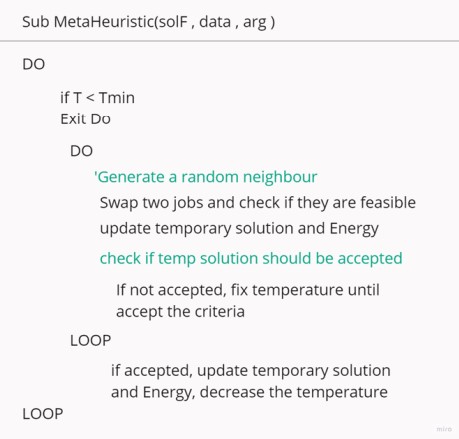 Sub MetaHeuristic(solF , data , arg )
DO
if T < Tmin
Exit Do
DO
'Generate a random neighbour
Swap two jobs and check if they are feasible
update temporary solution and Energy
check if temp solution should be accepted
If not accepted, fix temperature until
accept the criteria
LOOP
if accepted, update temporary solution
and Energy, decrease the temperature
LOOP
miro